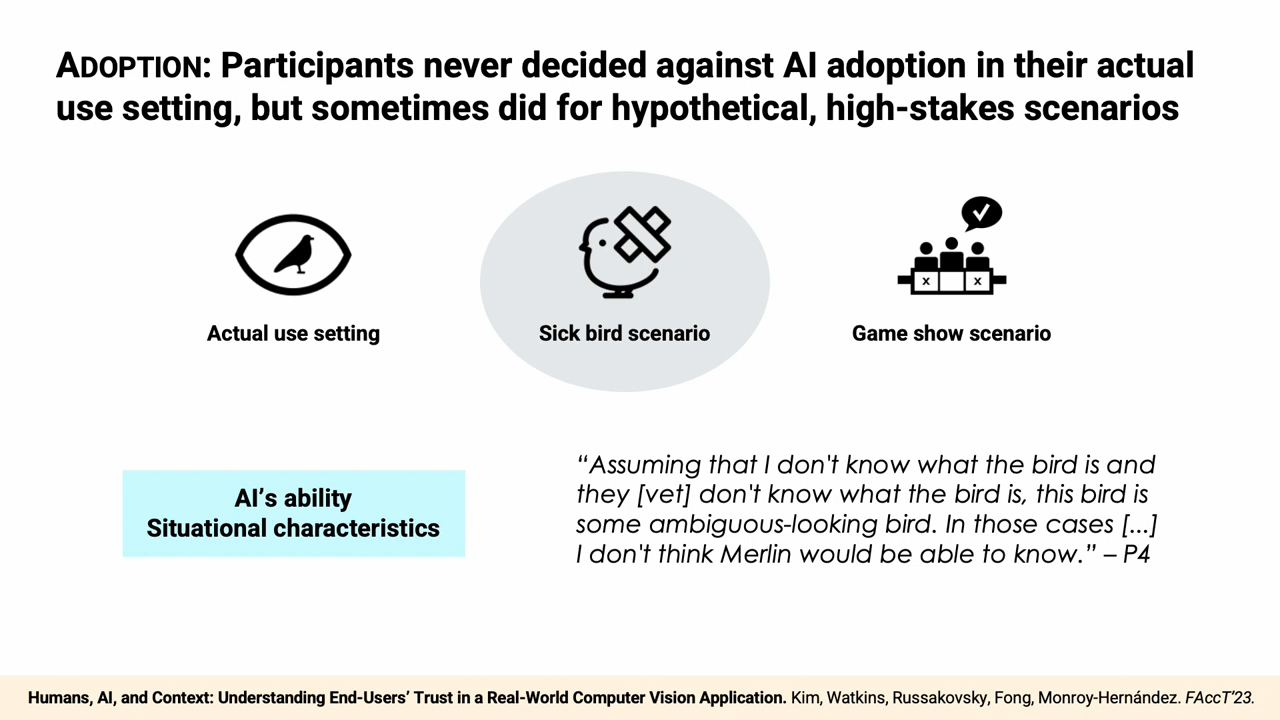 ADOPTION: Participants never decided against AI adoption in their actual
use setting, but sometimes did for hypothetical, high-stakes scenarios
x x
Actual use setting
Sick bird scenario
Game show scenario
AI’s ability
Situational characteristics
“Assuming that I don't know what the bird is and
they [vet] don't know what the bird is, this bird is
some ambiguous-looking bird. In those cases [...]
I don't think Merlin would be able to know.” – P4
Humans, AI, and Context: Understanding End-Users’ Trust in a Real-World Computer Vision Application. Kim, Watkins, Russakovsky, Fong, Monroy-Hernández. FAccT’23.